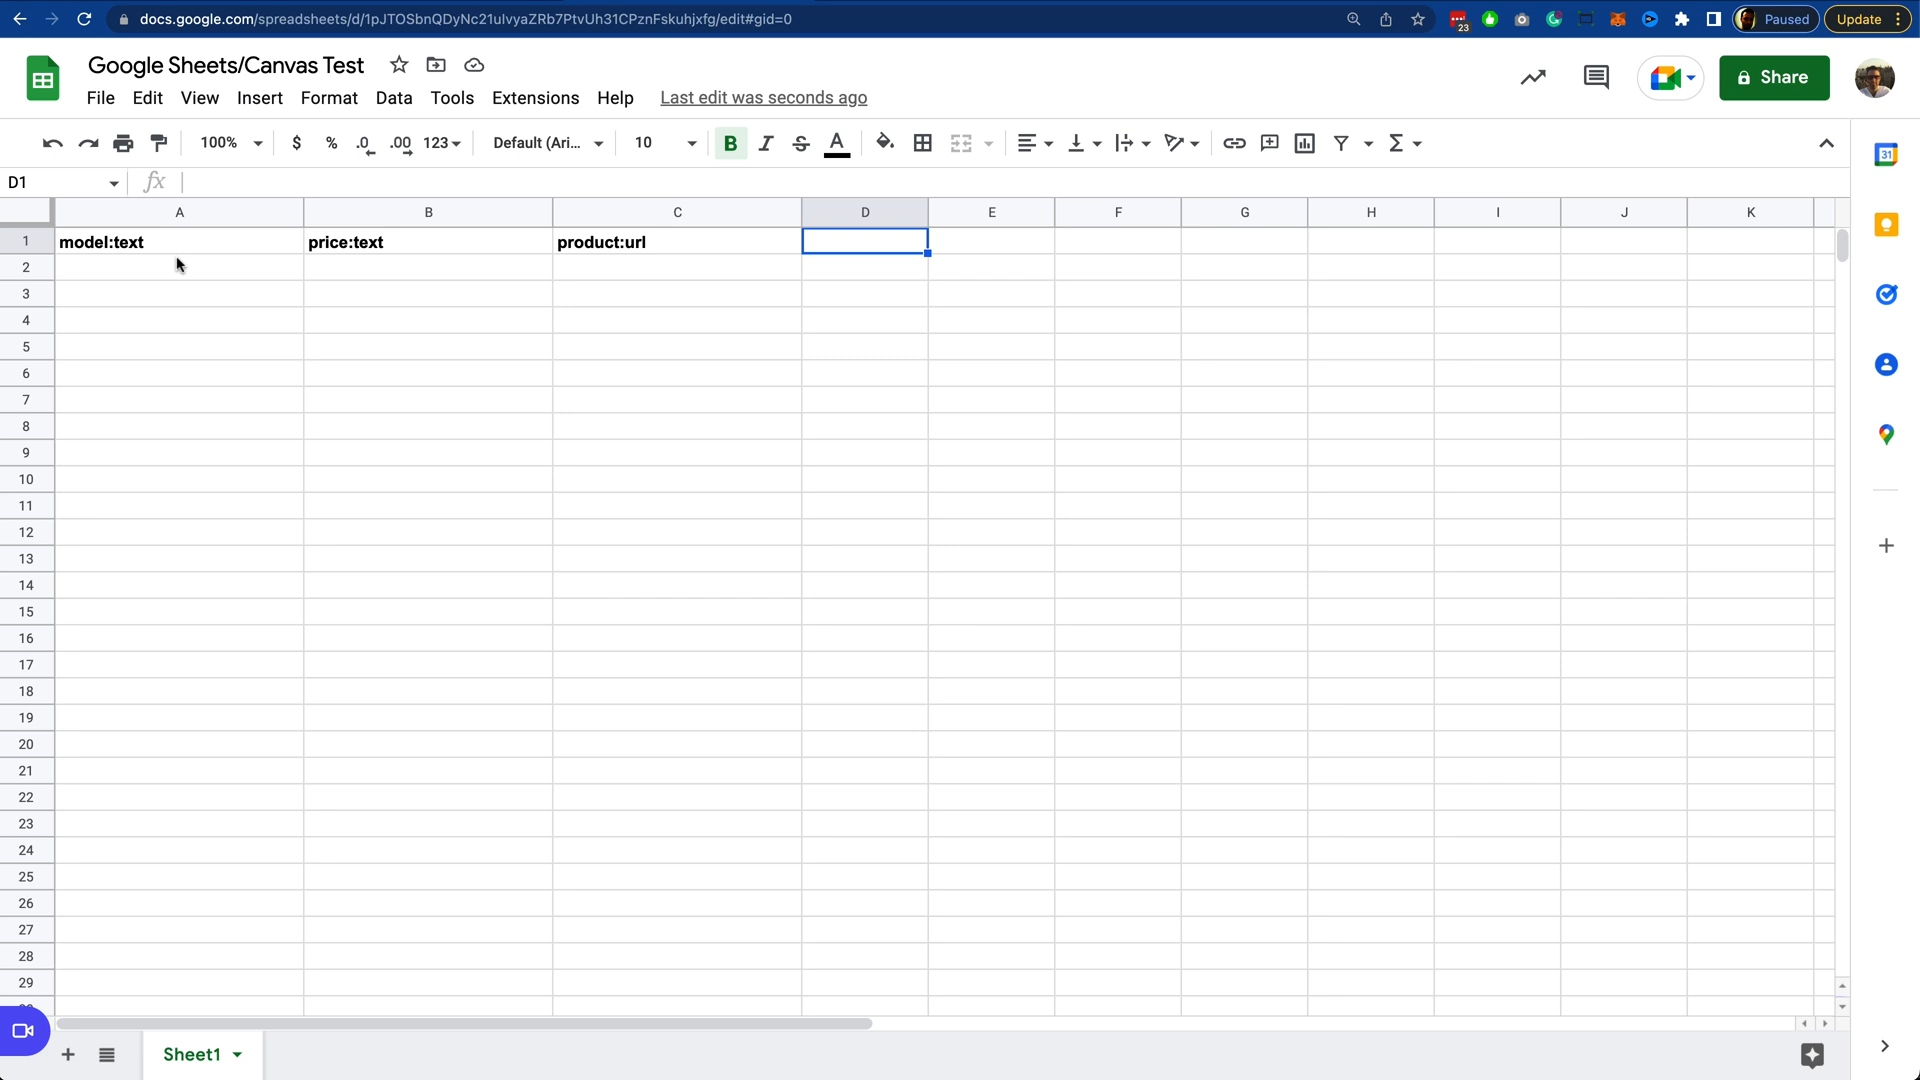 docs.google.com/spreadsheets/d/1pJTOSbnQDyNc21ulvyaZRb7PtvUh31CPznFskuhjxfg/edit#gid=0
23
Paused
Update
Google Sheets/Canvas Test
File Edit View Insert Format Data Tools Extensions Help Last edit was seconds ago
Share
100% $ % .0 .00 123 Default (Ari... 10 B I S A Σ
31
D1 fx
A B C D E F G H I J K
1 model:text price:text product:url
2
3
4
5
6
7
8
9
10
11
12
13
14
15
16
17
18
19
20
21
22
23
24
25
26
27
28
29
Sheet1